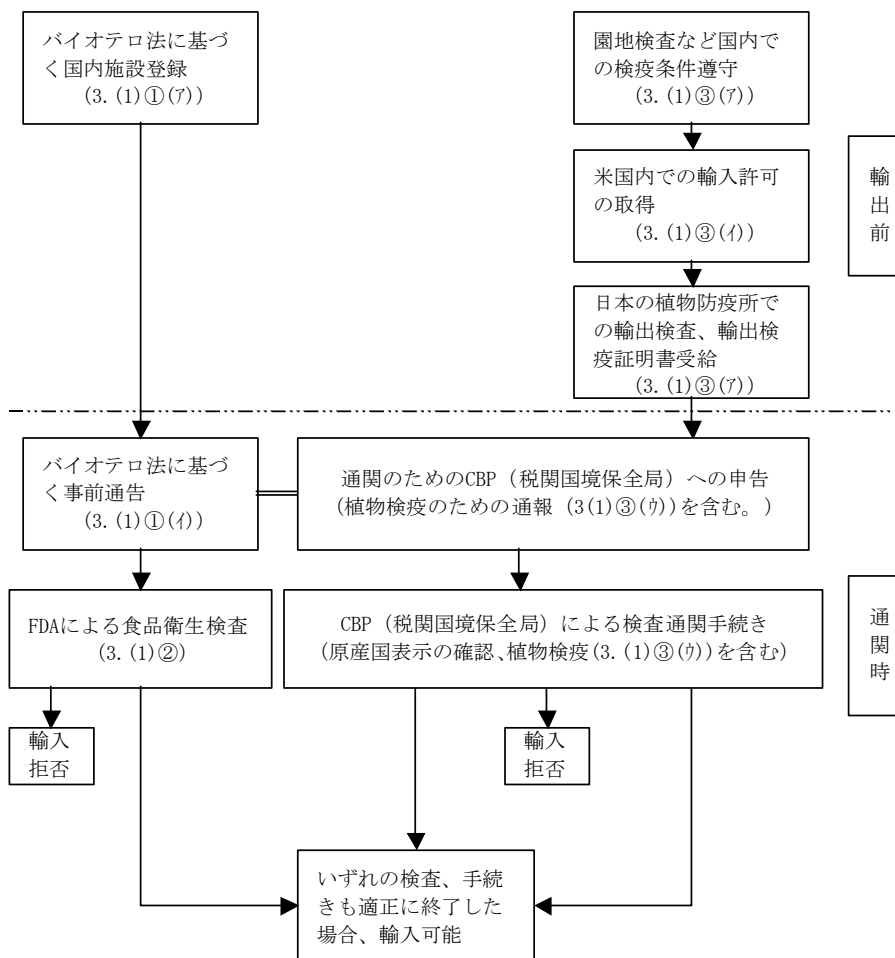 バイオテロ法に基づ
く国内施設登録
(3.(1)①(ｱ))
園地検査など国内で
の検疫条件遵守
(3.(1)③(ｱ))
輸
出
前
米国内での輸入許可
の取得
(3.(1)③(ｲ))
日本の植物防疫所で
の輸出検査、輸出検
疫証明書受給
(3.(1)③(ｱ))
バイオテロ法に基づ
く事前通告
(3.(1)①(ｲ))
通関のためのCBP（税関国境保全局）への申告
(植物検疫のための通報 (3(1)③(ｳ))を含む。)
通
関
時
FDAによる食品衛生検査
(3.(1)②)
CBP（税関国境保全局）による検査通関手続き
(原産国表示の確認、植物検疫(3.(1)③(ｳ))を含む)
輸入
拒否
輸入
拒否
いずれの検査、手続
きも適正に終了した
場合、輸入可能